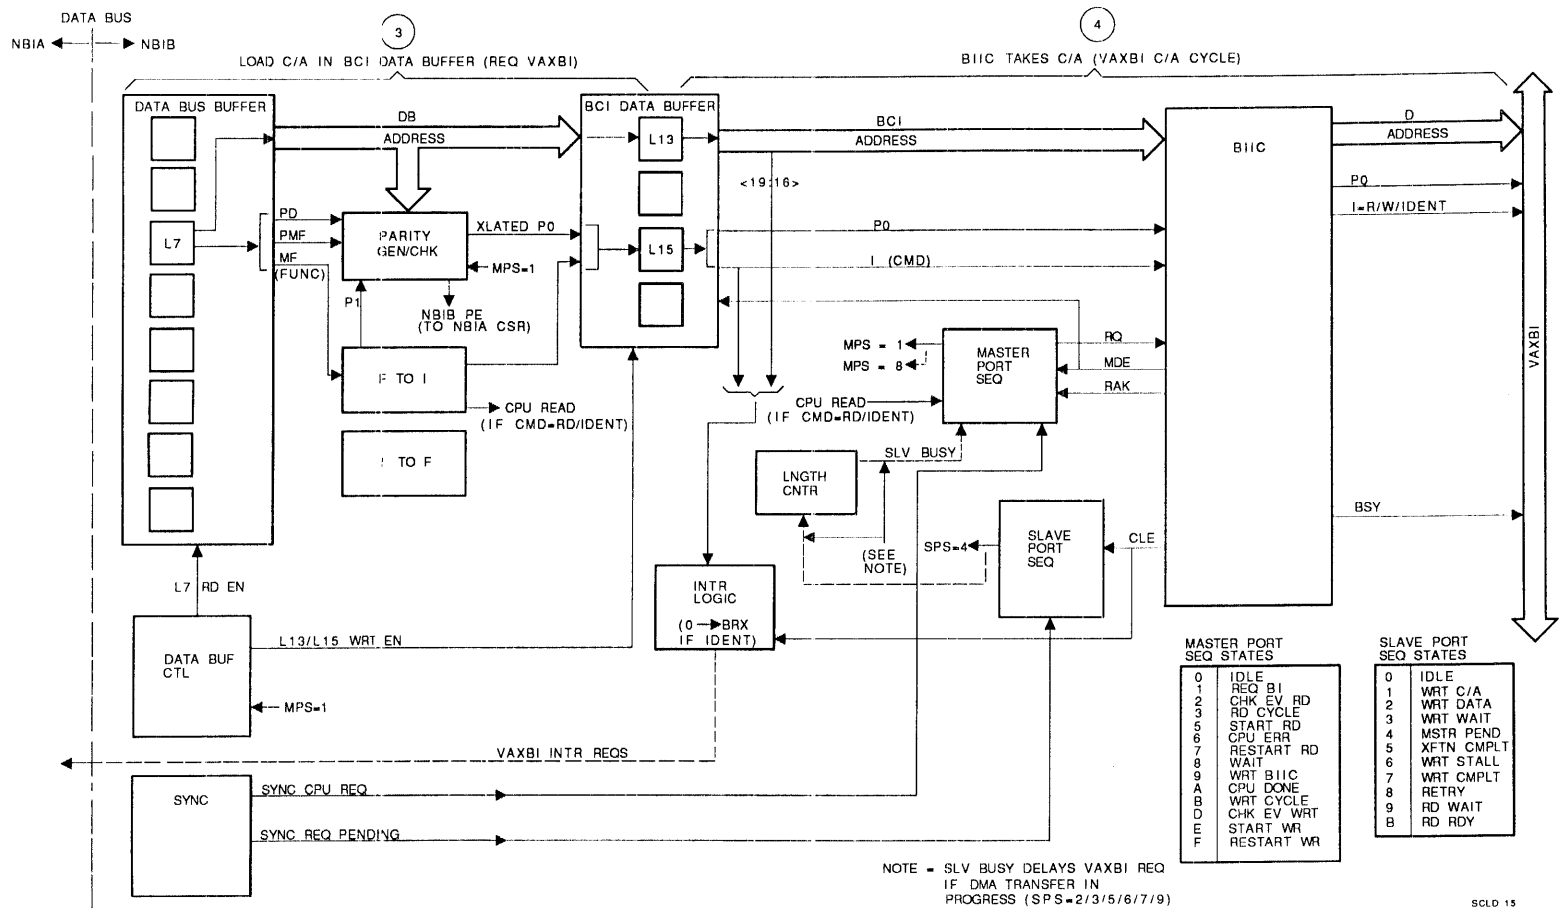 DATA BUS
NBIA
NBIB
3
4
LOAD C/A IN BCI DATA BUFFER (REQ VAXBI)
BIIC TAKES C/A (VAXBI C/A CYCLE)
DATA BUS BUFFER
DB
ADDRESS
BCI DATA BUFFER
L13
BCI
ADDRESS
BIIC
D
ADDRESS
<19:16>
P0
I=R/W/IDENT
L7
PD
PMF
MF
(FUNC)
PARITY
GEN/CHK
XLATED P0
MPS=1
P1
NBIB PE
(TO NBIA CSR)
L15
P0
I (CMD)
F TO I
CPU READ
(IF CMD=RD/IDENT)
I TO F
MPS = 1
MPS = 8
MASTER
PORT
SEQ
RQ
MDE
RAK
CPU READ
(IF CMD=RD/IDENT)
VAXBI
SLV BUSY
LNGTH
CNTR
(SEE
NOTE)
SPS=4
SLAVE
PORT
SEQ
CLE
BSY
L7 RD EN
INTR
LOGIC
(0 → BRX
IF IDENT)
DATA BUF
CTL
L13/L15 WRT EN
MPS=1
VAXBI INTR REQS
SYNC
SYNC CPU REQ
SYNC REQ PENDING
MASTER PORT
SEQ STATES
0 IDLE
1 REQ BI
2 CHK EV RD
3 RD CYCLE
5 START RD
6 CPU ERR
7 RESTART RD
8 WAIT
9 WRT BIIC
A CPU DONE
B WRT CYCLE
D CHK EV WRT
E START WR
F RESTART WR
SLAVE PORT
SEQ STATES
0 IDLE
1 WRT C/A
2 WRT DATA
3 WRT WAIT
4 MSTR PEND
5 XFTN CMPLT
6 WRT STALL
7 WRT CMPLT
8 RETRY
9 RD WAIT
B RD RDY
NOTE = SLV BUSY DELAYS VAXBI REQ
IF DMA TRANSFER IN
PROGRESS (SPS=2/3/5/6/7/9)
SCLD 15